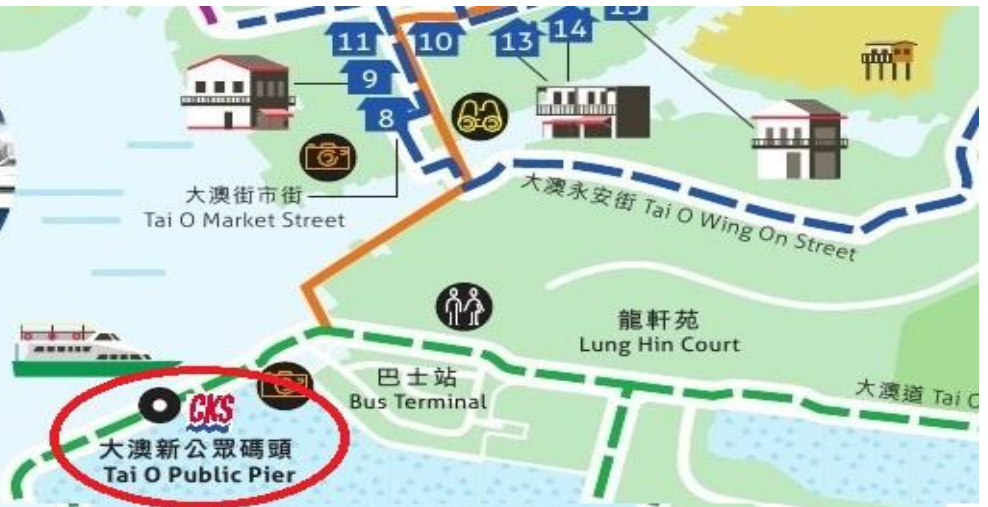 11
10
13
14
9
8
大澳街市街
Tai O Market Street
大澳永安街 Tai O Wing On Street
龍軒苑
Lung Hin Court
巴士站
Bus Terminal
大澳道 Tai O
CKS
大澳新公眾碼頭
Tai O Public Pier